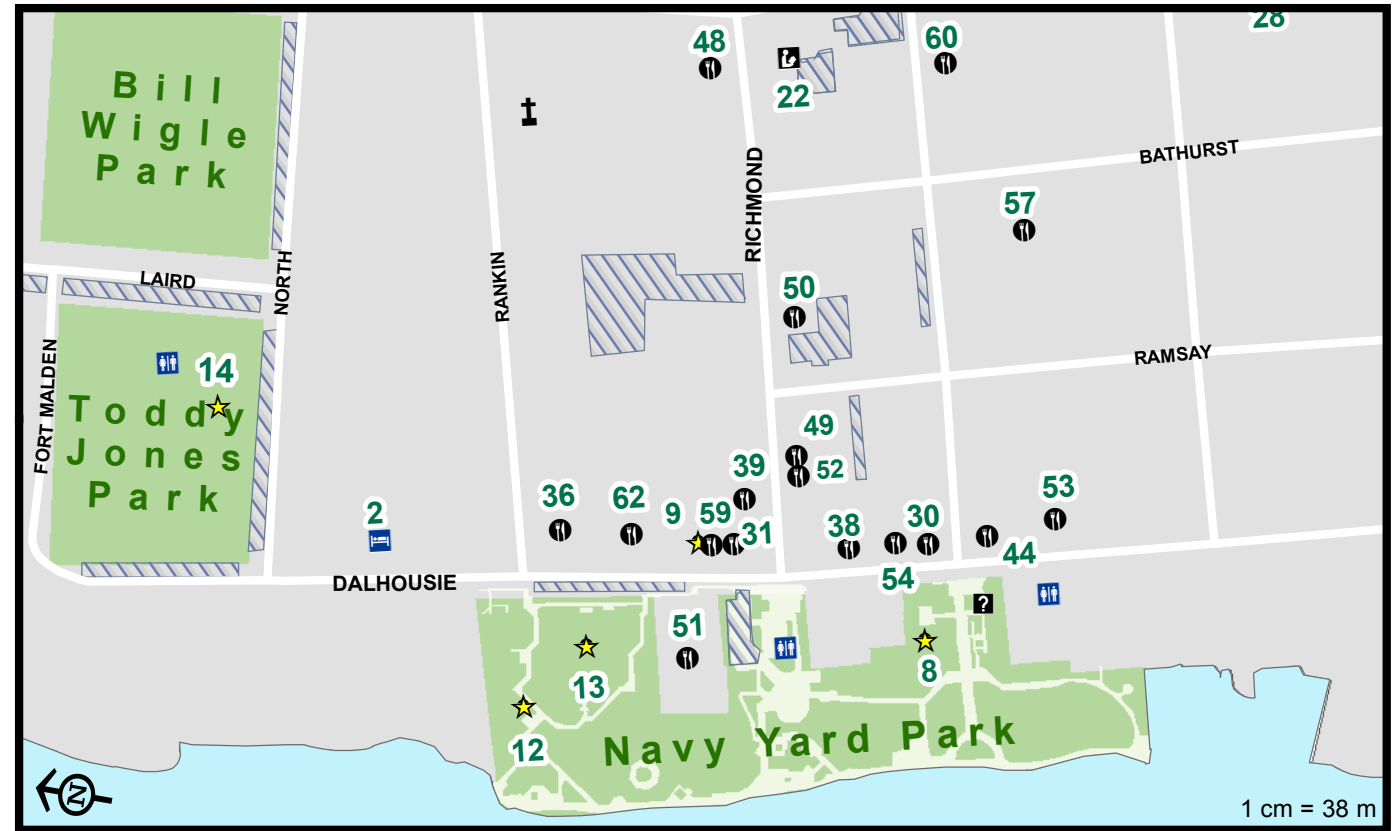 28
48
60
22
Bill
Wigle
Park
BATHURST
RICHMOND
57
NORTH
RANKIN
LAIRD
50
FORT MALDEN
RAMSAY
14
Toddy
Jones
Park
49
39
52
36
62
9
59
31
2
38
30
53
44
DALHOUSIE
54
?
51
13
8
12
Navy Yard Park
N
1 cm = 38 m